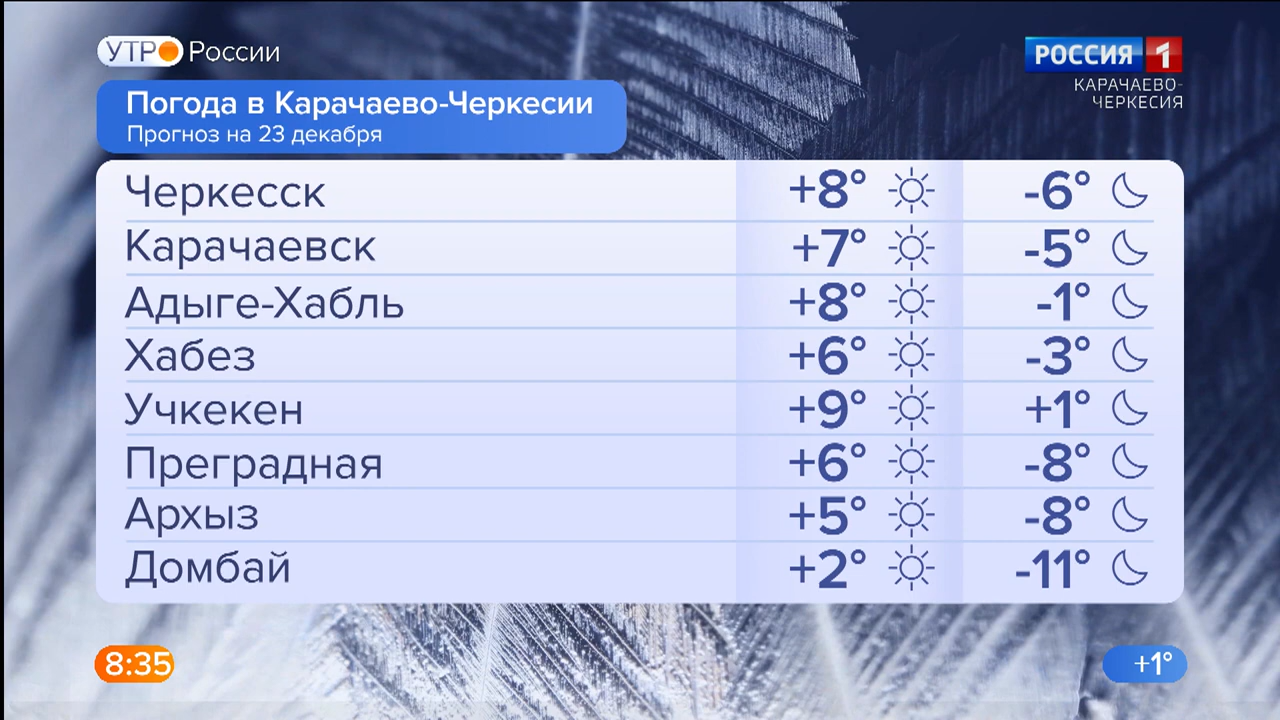 УТРО России
РОССИЯ 1
КАРАЧАЕВО-
ЧЕРКЕСИЯ
Погода в Карачаево-Черкесии
Прогноз на 23 декабря
Черкесск +8° -6°
Карачаевск +7° -5°
Адыге-Хабль +8° -1°
Хабез +6° -3°
Учкекен +9° +1°
Преградная +6° -8°
Архыз +5° -8°
Домбай +2° -11°
8:35 +1°